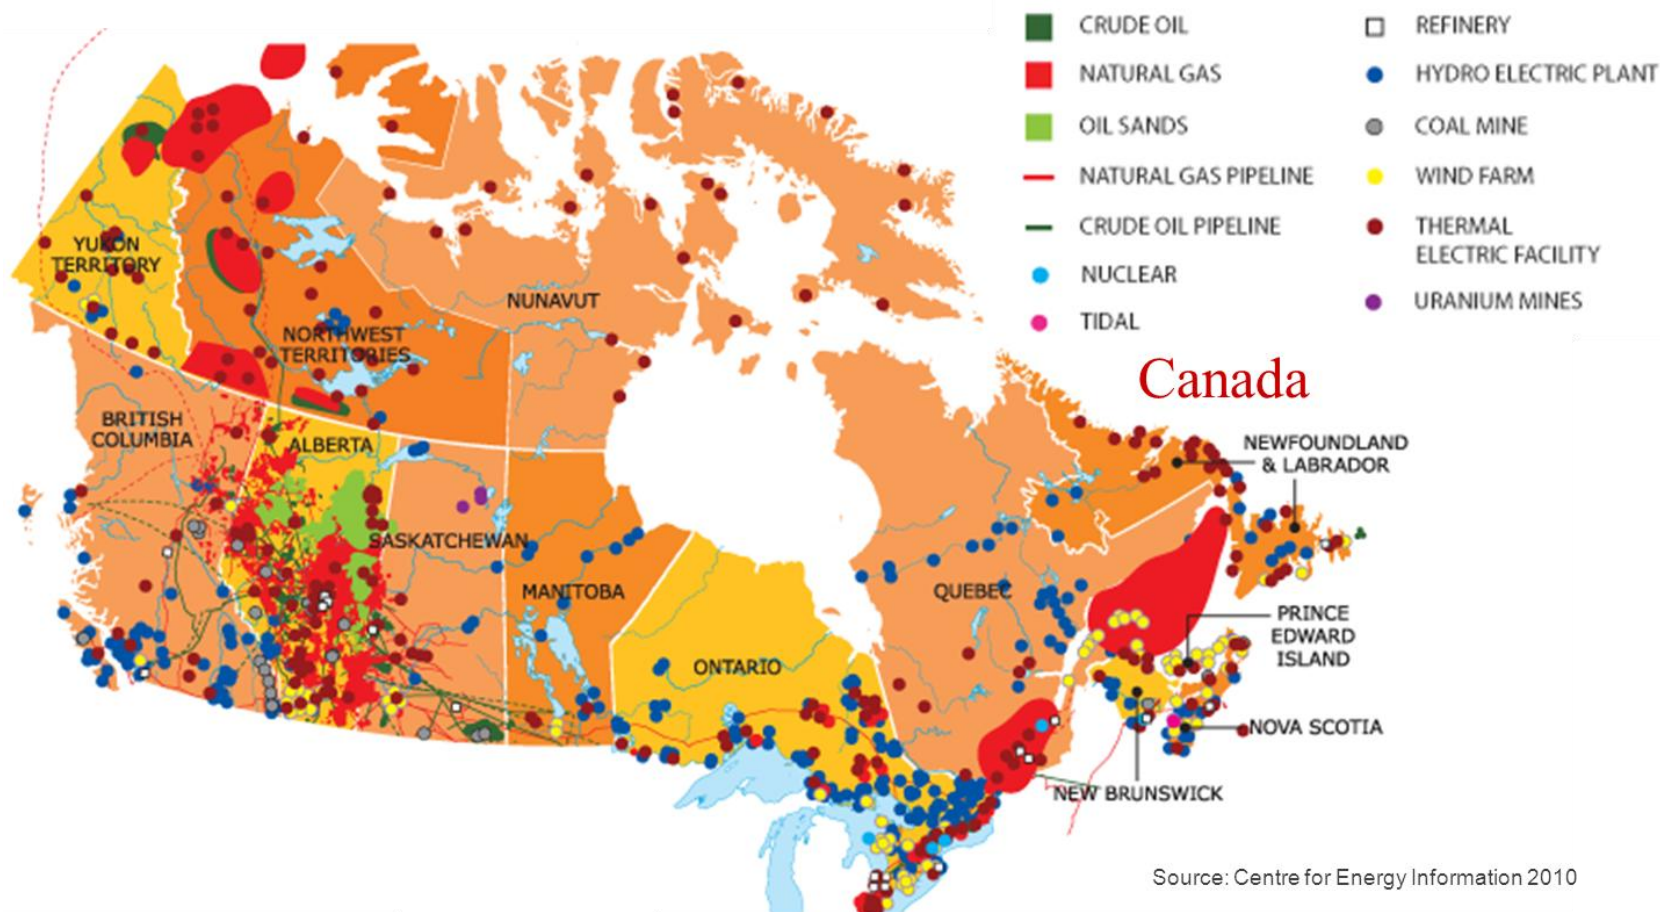 CRUDE OIL
NATURAL GAS
OIL SANDS
NATURAL GAS PIPELINE
CRUDE OIL PIPELINE
NUCLEAR
TIDAL
REFINERY
HYDRO ELECTRIC PLANT
COAL MINE
WIND FARM
THERMAL
ELECTRIC FACILITY
URANIUM MINES
Canada
YUKON
TERRITORY
NORTHWEST
TERRITORIES
NUNAVUT
BRITISH
COLUMBIA
ALBERTA
SASKATCHEWAN
MANITOBA
ONTARIO
QUEBEC
NEWFOUNDLAND
& LABRADOR
PRINCE
EDWARD
ISLAND
NOVA SCOTIA
NEW BRUNSWICK
Source: Centre for Energy Information 2010